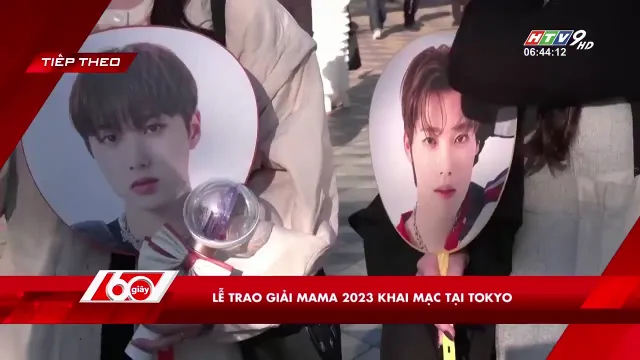 TIẾP THEO
HTV9 HD
06:44:12
60 giây
LỄ TRAO GIẢI MAMA 2023 KHAI MẠC TẠI TOKYO